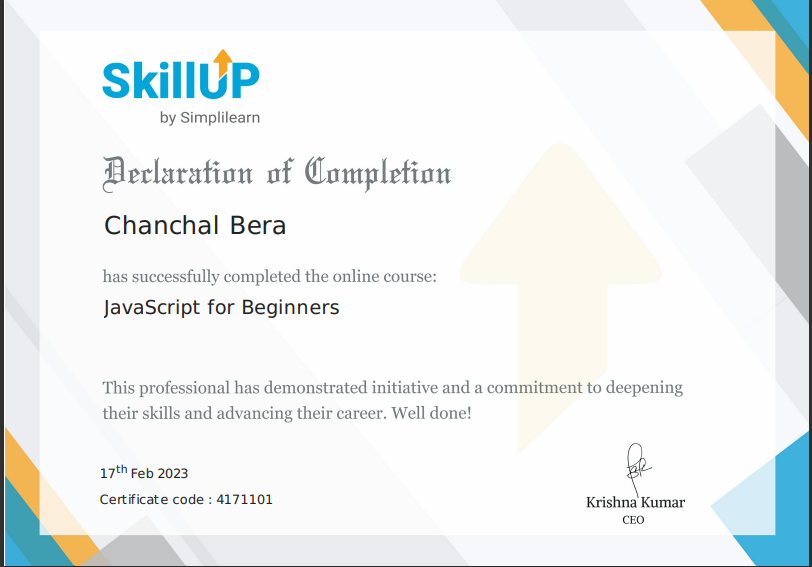 SkillUP
by Simplilearn
Declaration of Completion
Chanchal Bera
has successfully completed the online course:
JavaScript for Beginners
This professional has demonstrated initiative and a commitment to deepening
their skills and advancing their career. Well done!
17th Feb 2023
Certificate code : 4171101
Krishna Kumar
CEO